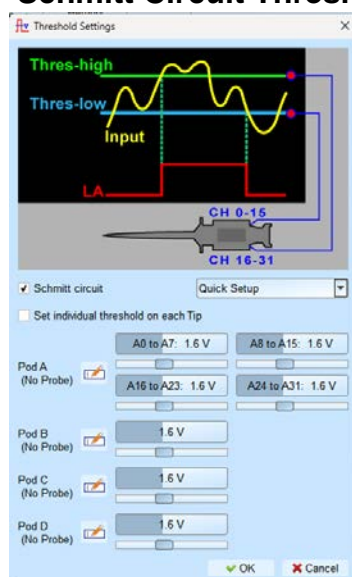 Threshold Settings
Thres-high
Thres-low
Input
LA
CH 0-15
CH 16-31
Schmitt circuit
Quick Setup
Set individual threshold on each Tip
A0 to A7: 1.6 V
A8 to A15: 1.6 V
Pod A
(No Probe)
A16 to A23: 1.6 V
A24 to A31: 1.6 V
Pod B
(No Probe)
1.6 V
Pod C
(No Probe)
1.6 V
Pod D
(No Probe)
1.6 V
OK
Cancel